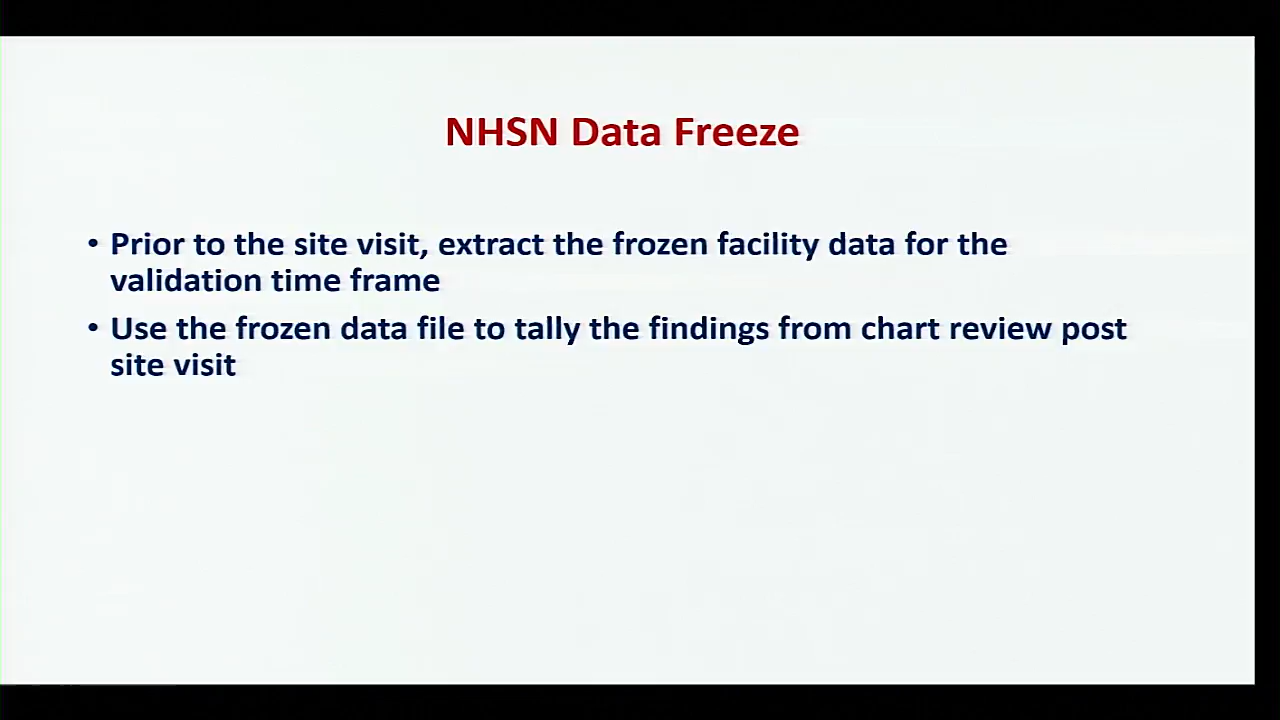 NHSN Data Freeze
• Prior to the site visit, extract the frozen facility data for the
validation time frame
• Use the frozen data file to tally the findings from chart review post
site visit